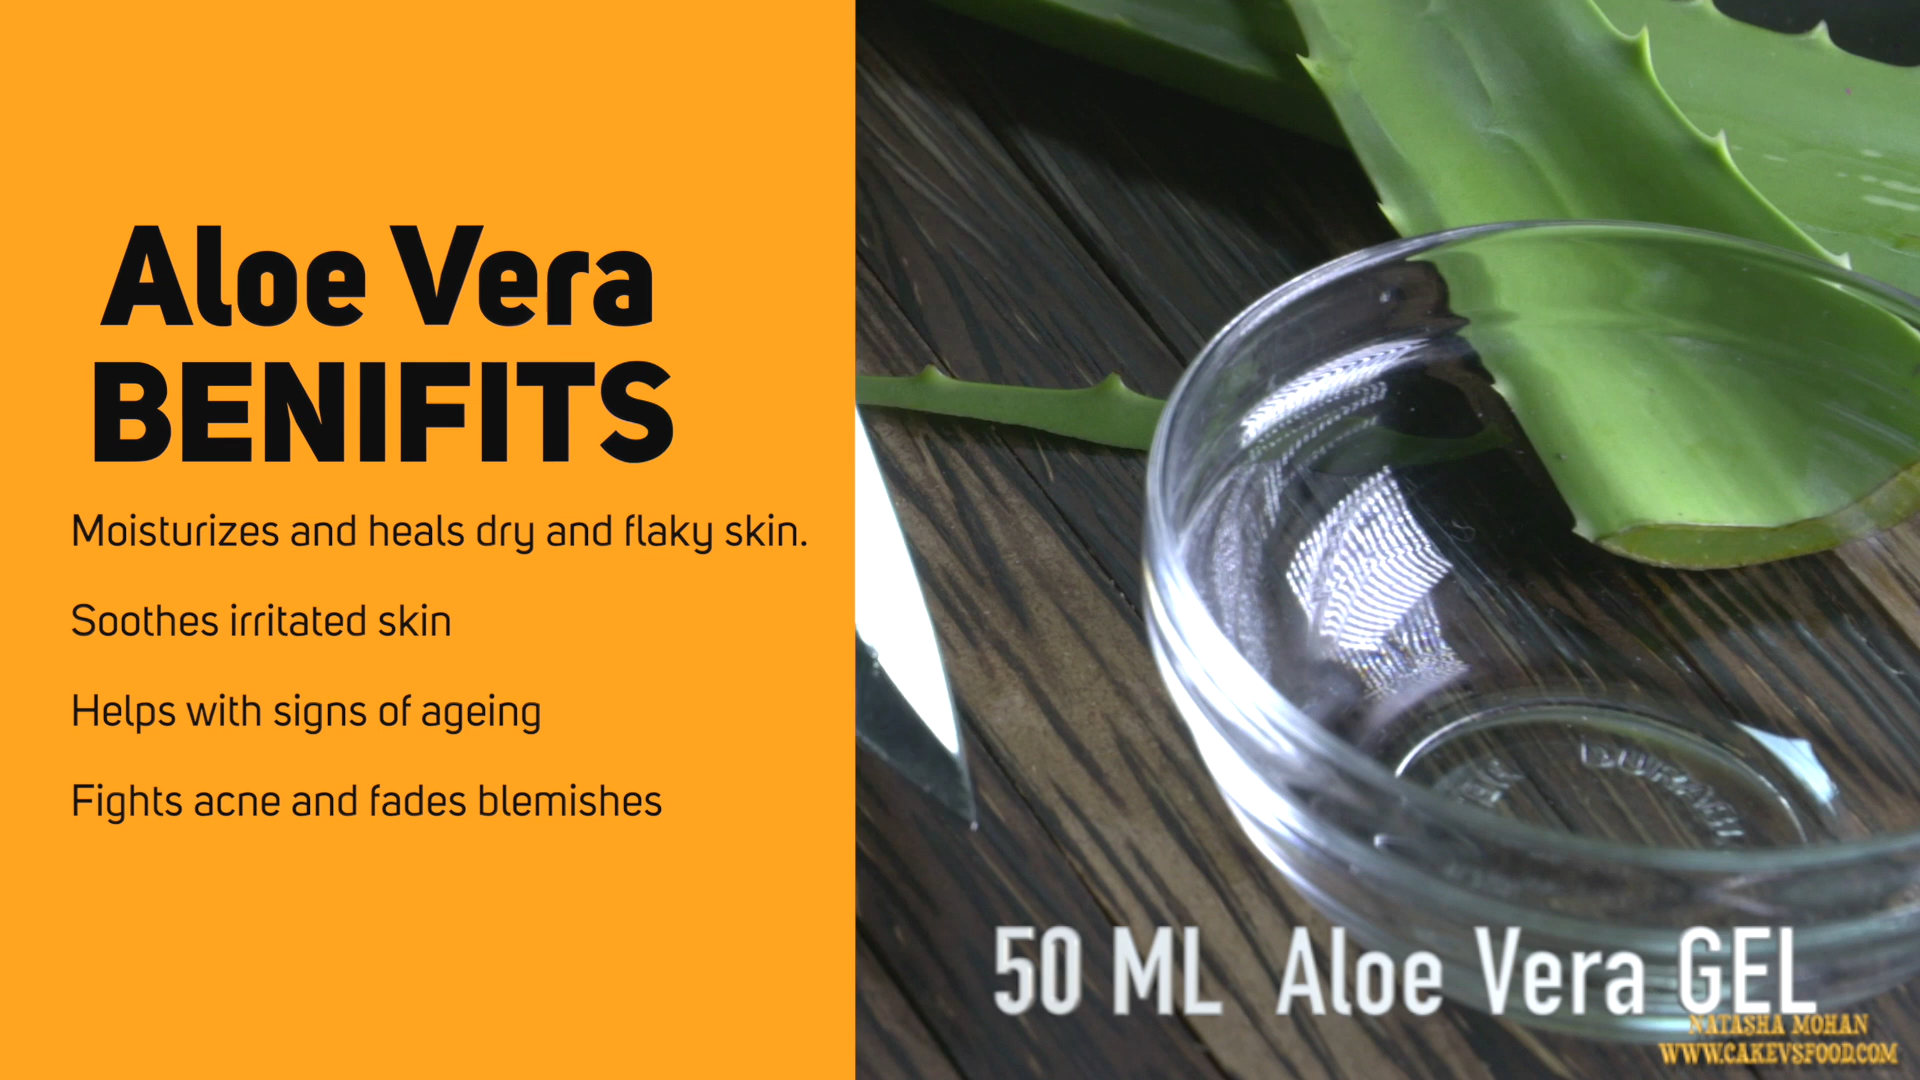 Aloe Vera
BENIFITS
Moisturizes and heals dry and flaky skin.
Soothes irritated skin
Helps with signs of ageing
Fights acne and fades blemishes
50 ML Aloe Vera GEL
NATASHA MOHAN
WWW.CAKEVSFOOD.COM